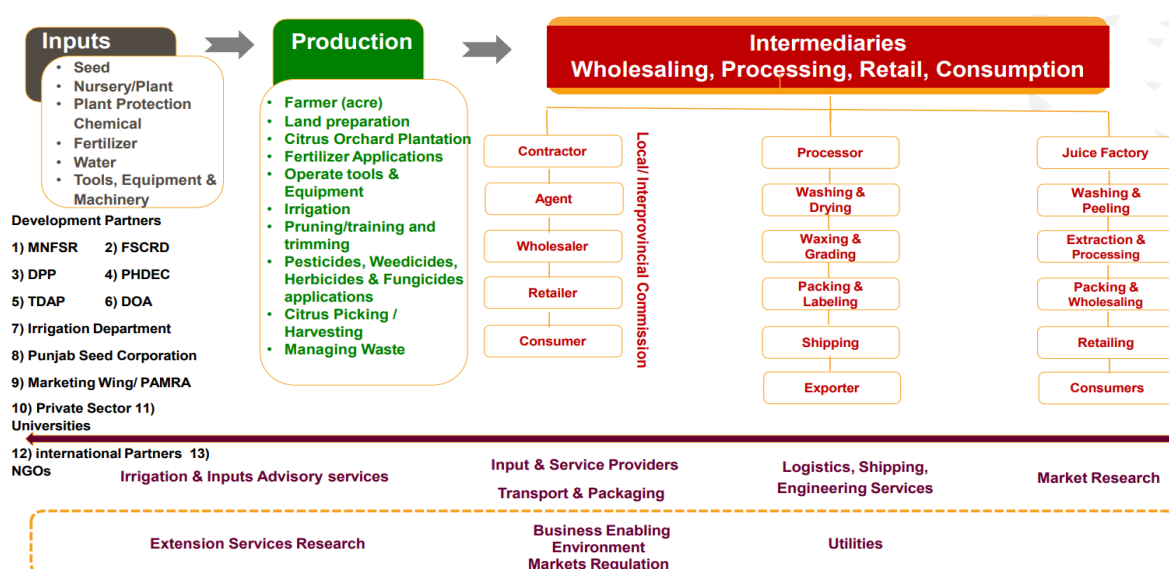 Inputs
• Seed
• Nursery/Plant
• Plant Protection
Chemical
• Fertilizer
• Water
• Tools, Equipment &
Machinery
Production
• Farmer (acre)
• Land preparation
• Citrus Orchard Plantation
• Fertilizer Applications
• Operate tools &
Equipment
• Irrigation
• Pruning/training and
trimming
• Pesticides, Weedicides,
Herbicides & Fungicides
applications
• Citrus Picking /
Harvesting
• Managing Waste
Intermediaries
Wholesaling, Processing, Retail, Consumption
Contractor
Agent
Wholesaler
Retailer
Consumer
Local/ Interprovincial Commission
Processor
Washing &
Drying
Waxing &
Grading
Packing &
Labeling
Shipping
Exporter
Juice Factory
Washing &
Peeling
Extraction &
Processing
Packing &
Wholesaling
Retailing
Consumers
Development Partners
1) MNFSR 2) FSCRD
3) DPP 4) PHDEC
5) TDAP 6) DOA
7) Irrigation Department
8) Punjab Seed Corporation
9) Marketing Wing/ PAMRA
10) Private Sector 11)
Universities
12) international Partners 13)
NGOs
Irrigation & Inputs Advisory services
Input & Service Providers
Transport & Packaging
Logistics, Shipping,
Engineering Services
Market Research
Extension Services Research
Business Enabling
Environment
Markets Regulation
Utilities